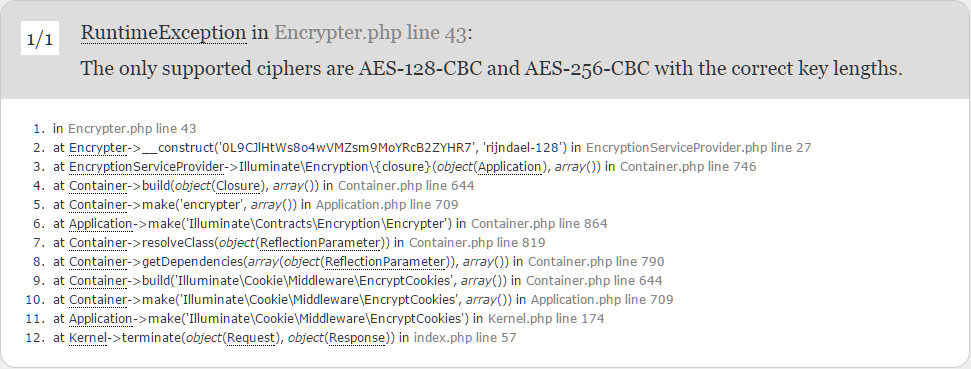 1/1
RuntimeException in Encrypter.php line 43:
The only supported ciphers are AES-128-CBC and AES-256-CBC with the correct key lengths.
1. in Encrypter.php line 43
2. at Encrypter->__construct('0L9CJlHtWs8o4wVMZsm9MoYRcB2ZYHR7', 'rijndael-128') in EncryptionServiceProvider.php line 27
3. at EncryptionServiceProvider->Illuminate\Encryption\{closure}(object(Application), array()) in Container.php line 746
4. at Container->build(object(Closure), array()) in Container.php line 644
5. at Container->make('encrypter', array()) in Application.php line 709
6. at Application->make('Illuminate\Contracts\Encryption\Encrypter') in Container.php line 864
7. at Container->resolveClass(object(ReflectionParameter)) in Container.php line 819
8. at Container->getDependencies(array(object(ReflectionParameter)), array()) in Container.php line 790
9. at Container->build('Illuminate\Cookie\Middleware\EncryptCookies', array()) in Container.php line 644
10. at Container->make('Illuminate\Cookie\Middleware\EncryptCookies', array()) in Application.php line 709
11. at Application->make('Illuminate\Cookie\Middleware\EncryptCookies') in Kernel.php line 174
12. at Kernel->terminate(object(Request), object(Response)) in index.php line 57